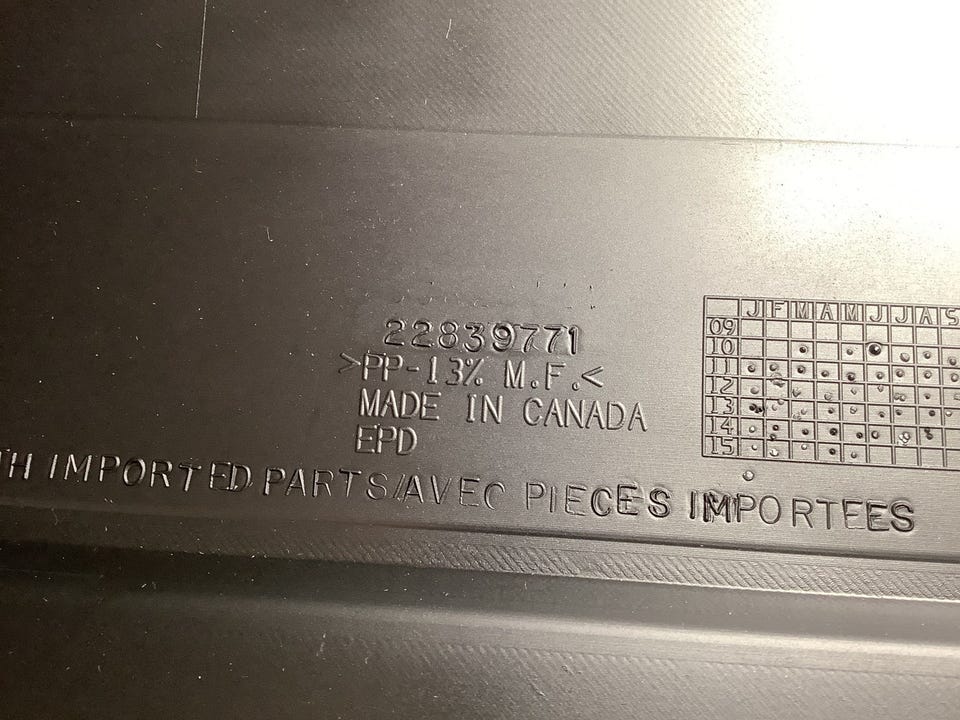 22839771
>PP-13% M.F.<
MADE IN CANADA
EPD
TH IMPORTED PARTS/AVEC PIECES IMPORTEES
J F M A M J J A S
09
10
11
12
13
14
15